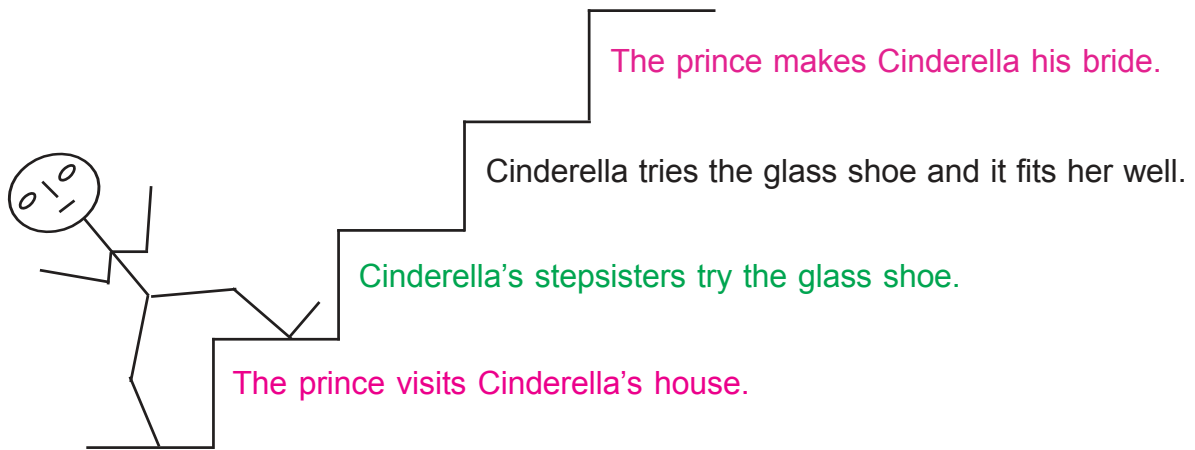 The prince makes Cinderella his bride.
Cinderella tries the glass shoe and it fits her well.
Cinderella’s stepsisters try the glass shoe.
The prince visits Cinderella’s house.